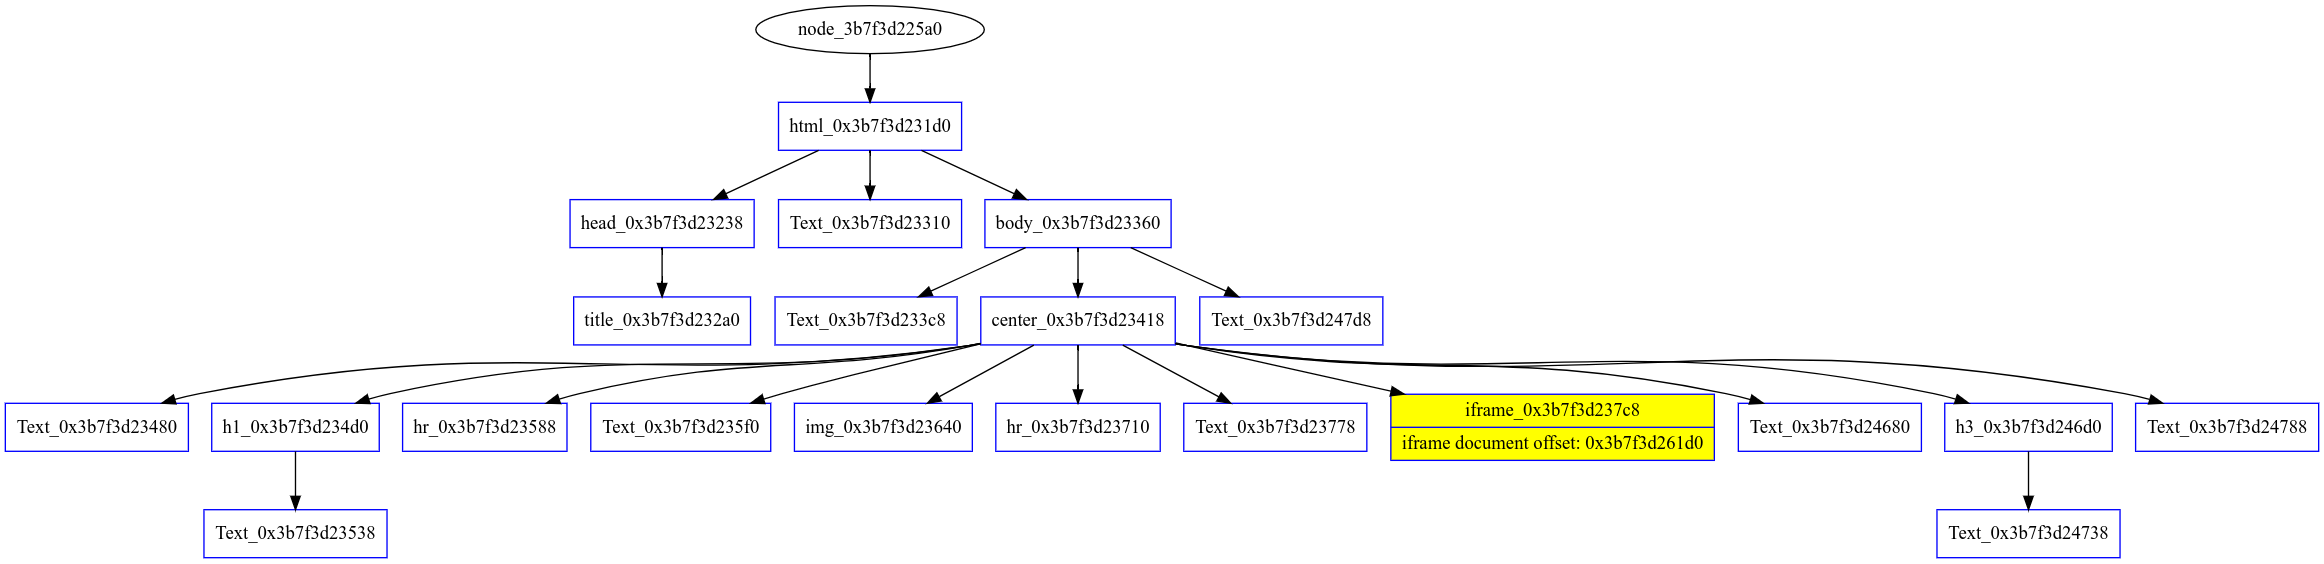 node_3b7f3d225a0
html_0x3b7f3d231d0
head_0x3b7f3d23238
Text_0x3b7f3d23310
body_0x3b7f3d23360
title_0x3b7f3d232a0
Text_0x3b7f3d233c8
center_0x3b7f3d23418
Text_0x3b7f3d247d8
Text_0x3b7f3d23480
h1_0x3b7f3d234d0
hr_0x3b7f3d23588
Text_0x3b7f3d235f0
img_0x3b7f3d23640
hr_0x3b7f3d23710
Text_0x3b7f3d23778
iframe_0x3b7f3d237c8
iframe document offset: 0x3b7f3d261d0
Text_0x3b7f3d24680
h3_0x3b7f3d246d0
Text_0x3b7f3d24788
Text_0x3b7f3d23538
Text_0x3b7f3d24738